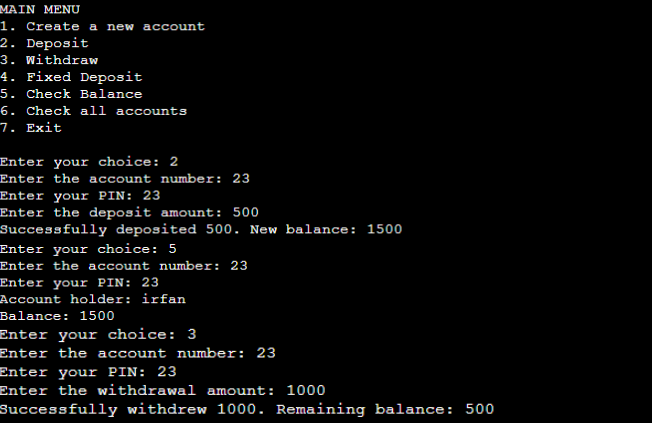 MAIN MENU
1. Create a new account
2. Deposit
3. Withdraw
4. Fixed Deposit
5. Check Balance
6. Check all accounts
7. Exit
Enter your choice: 2
Enter the account number: 23
Enter your PIN: 23
Enter the deposit amount: 500
Successfully deposited 500. New balance: 1500
Enter your choice: 5
Enter the account number: 23
Enter your PIN: 23
Account holder: irfan
Balance: 1500
Enter your choice: 3
Enter the account number: 23
Enter your PIN: 23
Enter the withdrawal amount: 1000
Successfully withdrew 1000. Remaining balance: 500